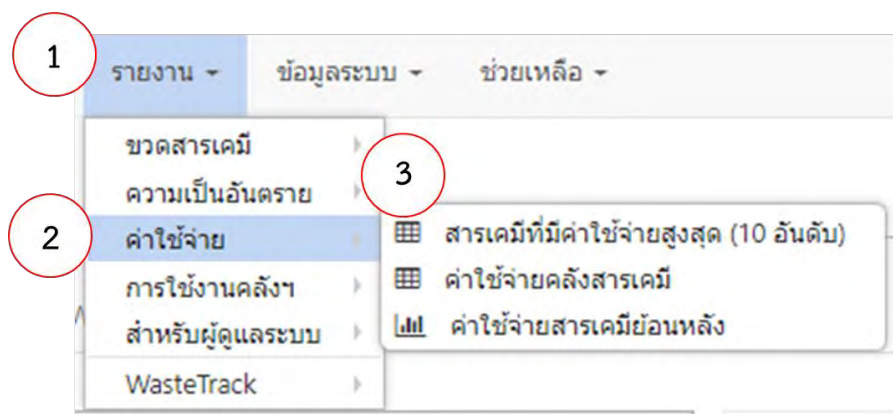 1
รายงาน ข้อมูลระบบ ช่วยเหลือ
ขวดสารเคมี
ความเป็นอันตราย
3
2
ค่าใช้จ่าย
สารเคมีที่มีค่าใช้จ่ายสูงสุด (10 อันดับ)
การใช้งานคลังฯ
ค่าใช้จ่ายคลังสารเคมี
สำหรับผู้ดูแลระบบ
ค่าใช้จ่ายสารเคมีย้อนหลัง
WasteTrack